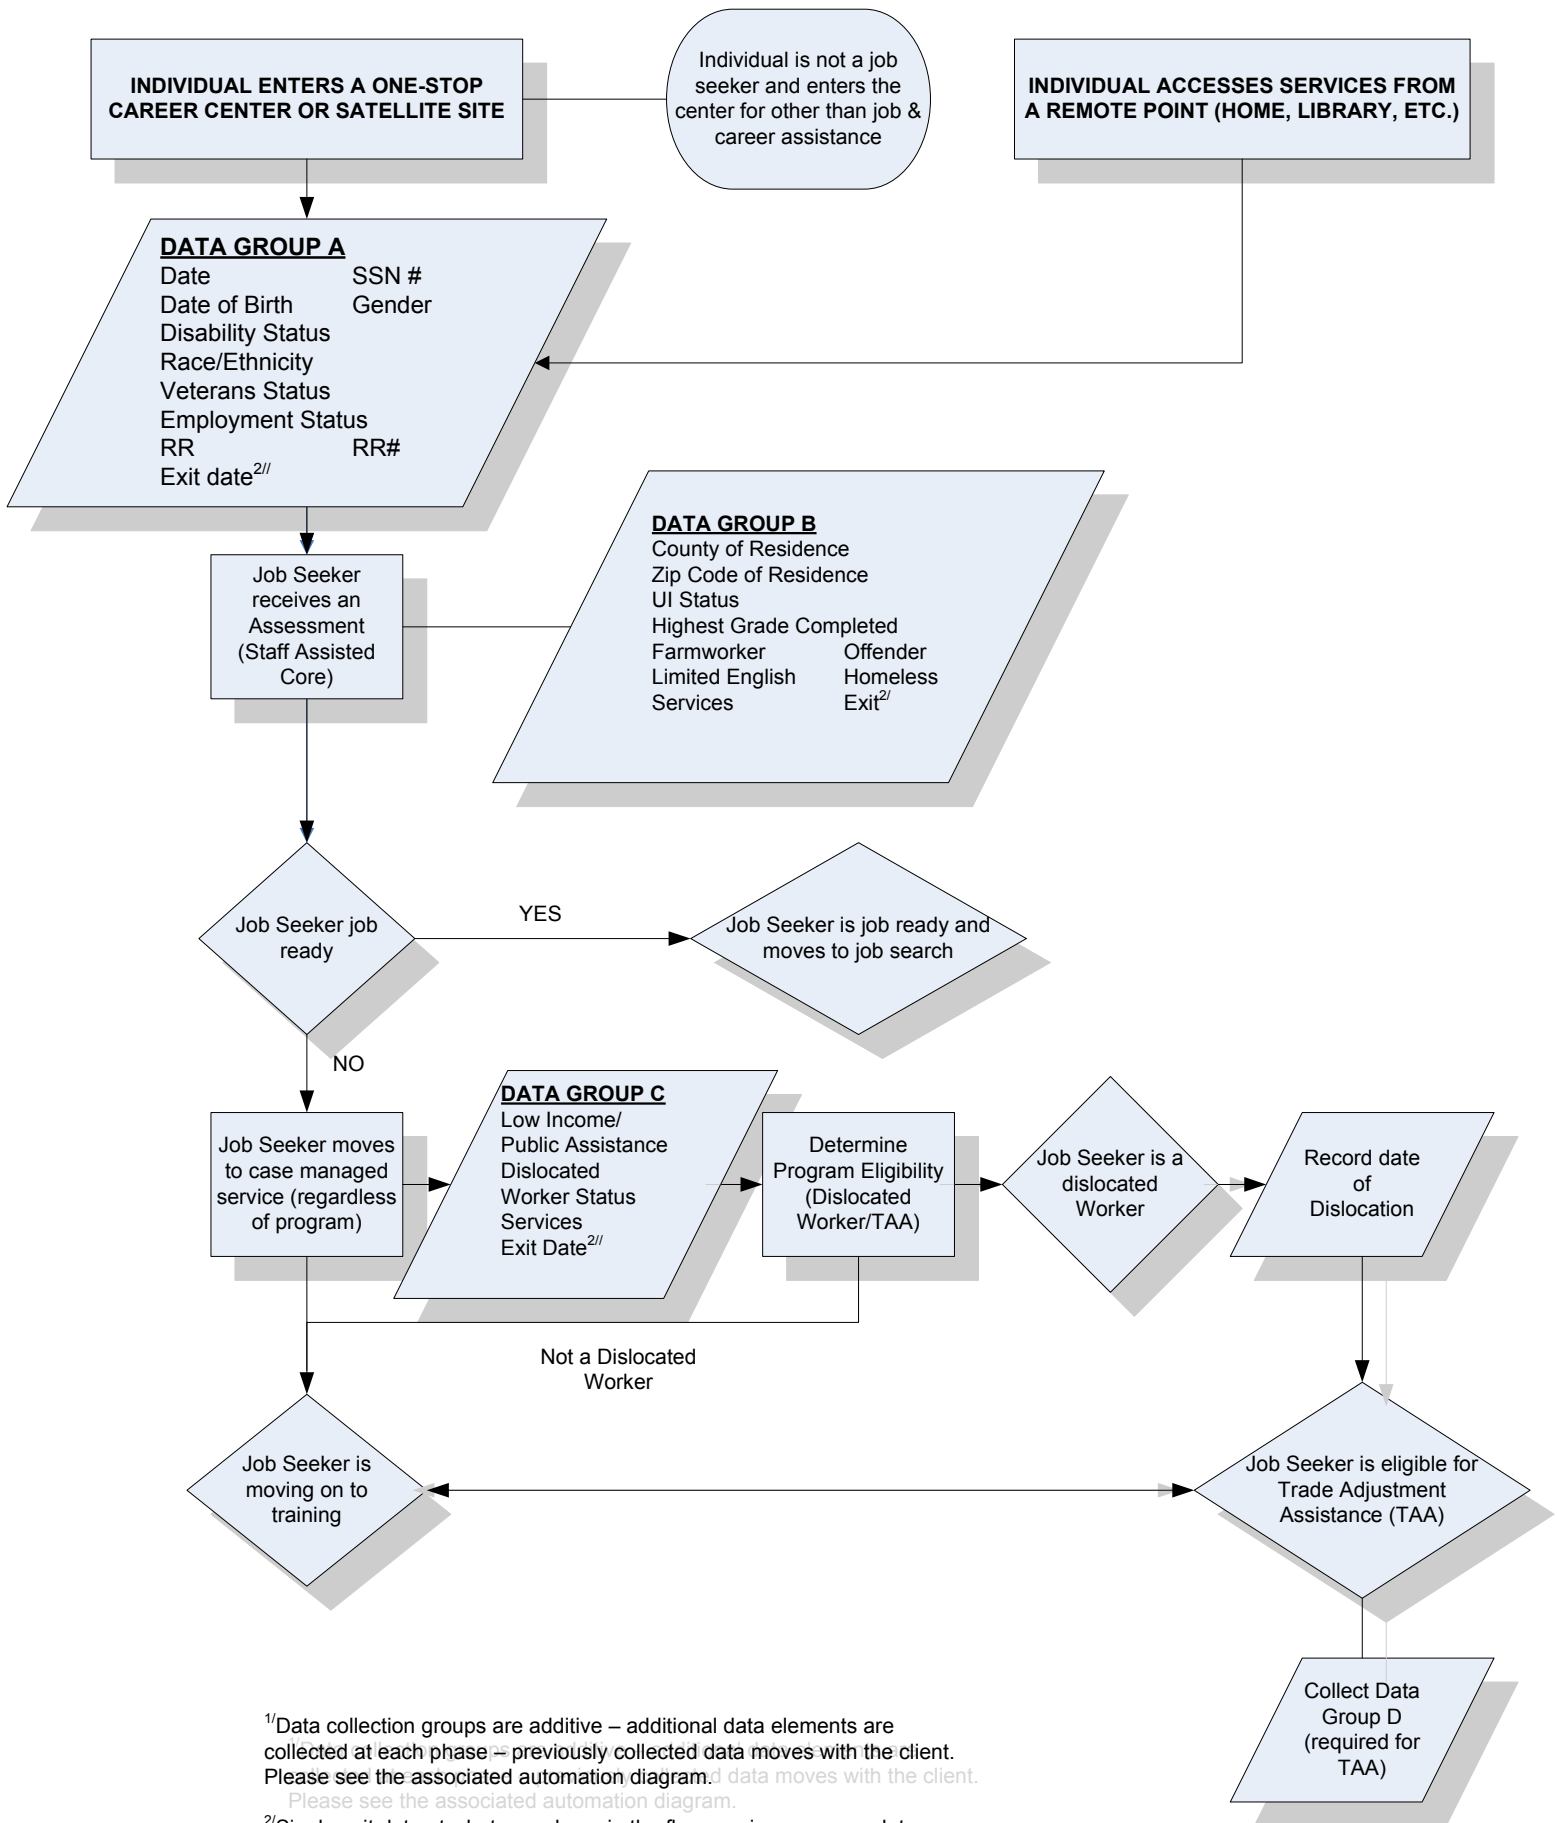 INDIVIDUAL ENTERS A ONE-STOP
CAREER CENTER OR SATELLITE SITE
Individual is not a job
seeker and enters the
center for other than job &
career assistance
INDIVIDUAL ACCESSES SERVICES FROM
A REMOTE POINT (HOME, LIBRARY, ETC.)
DATA GROUP A
Date SSN #
Date of Birth Gender
Disability Status
Race/Ethnicity
Veterans Status
Employment Status
RR RR#
Exit date2//
Job Seeker
receives an
Assessment
(Staff Assisted
Core)
DATA GROUP B
County of Residence
Zip Code of Residence
UI Status
Highest Grade Completed
Farmworker Offender
Limited English Homeless
Services Exit2/
Job Seeker job
ready
YES
Job Seeker is job ready and
moves to job search
NO
Job Seeker moves
to case managed
service (regardless
of program)
DATA GROUP C
Low Income/
Public Assistance
Dislocated
Worker Status
Services
Exit Date2//
Determine
Program Eligibility
(Dislocated
Worker/TAA)
Job Seeker is a
dislocated
Worker
Record date
of
Dislocation
Not a Dislocated
Worker
Job Seeker is
moving on to
training
Job Seeker is eligible for
Trade Adjustment
Assistance (TAA)
Collect Data
Group D
(required for
TAA)
1/Data collection groups are additive – additional data elements are
collected at each phase – previously collected data moves with the client.
Please see the associated automation diagram.